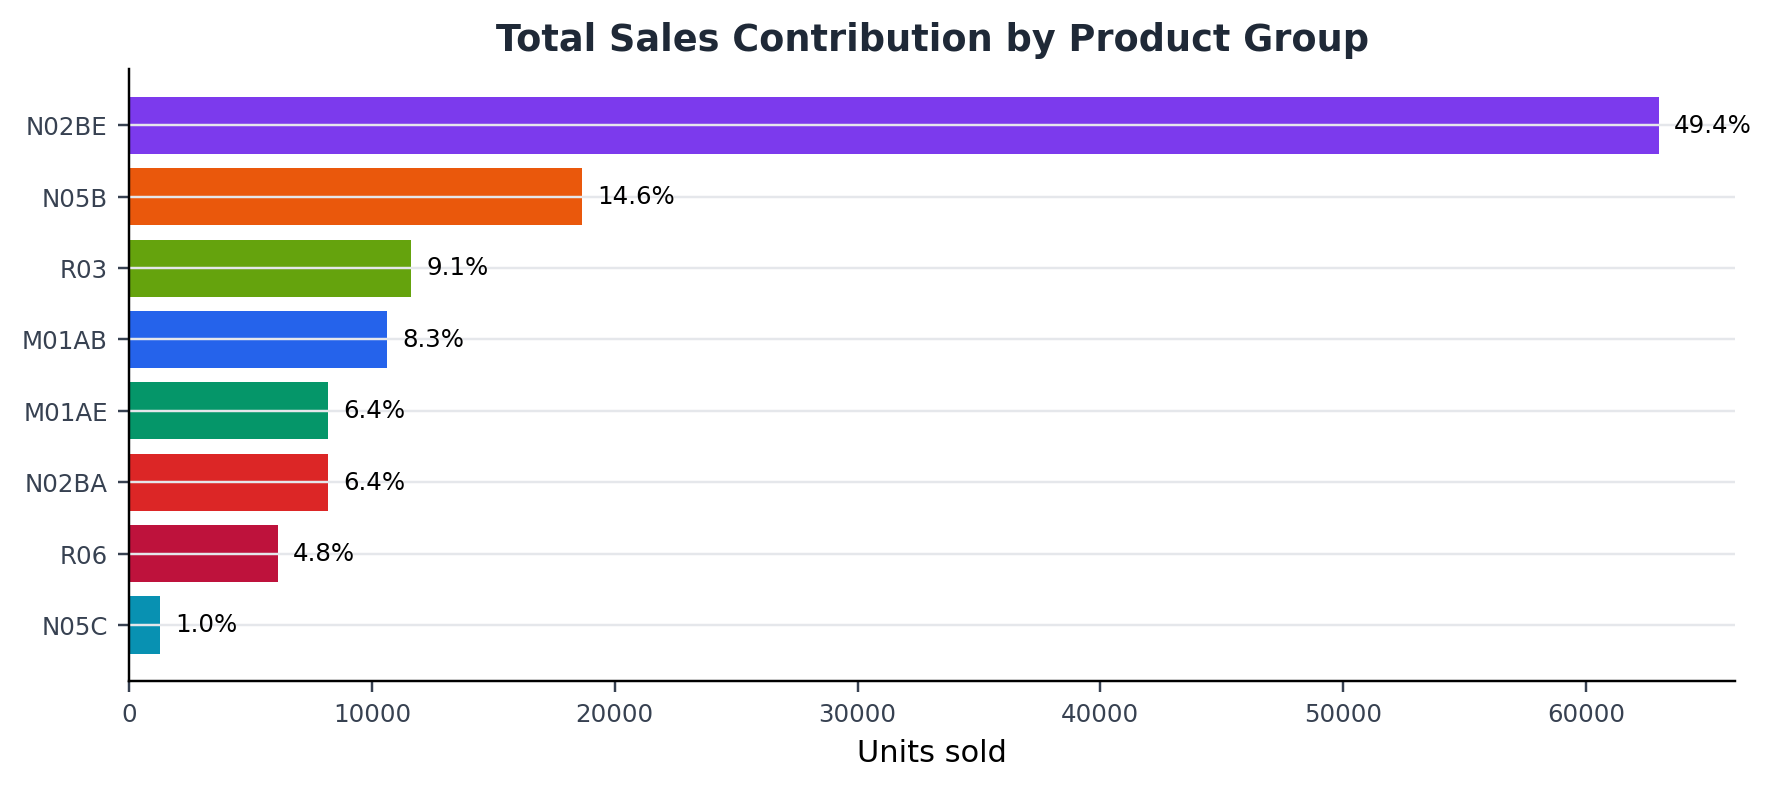 Total Sales Contribution by Product Group
N02BE 49.4%
N05B 14.6%
R03 9.1%
M01AB 8.3%
M01AE 6.4%
N02BA 6.4%
R06 4.8%
N05C 1.0%
0 10000 20000 30000 40000 50000 60000
Units sold